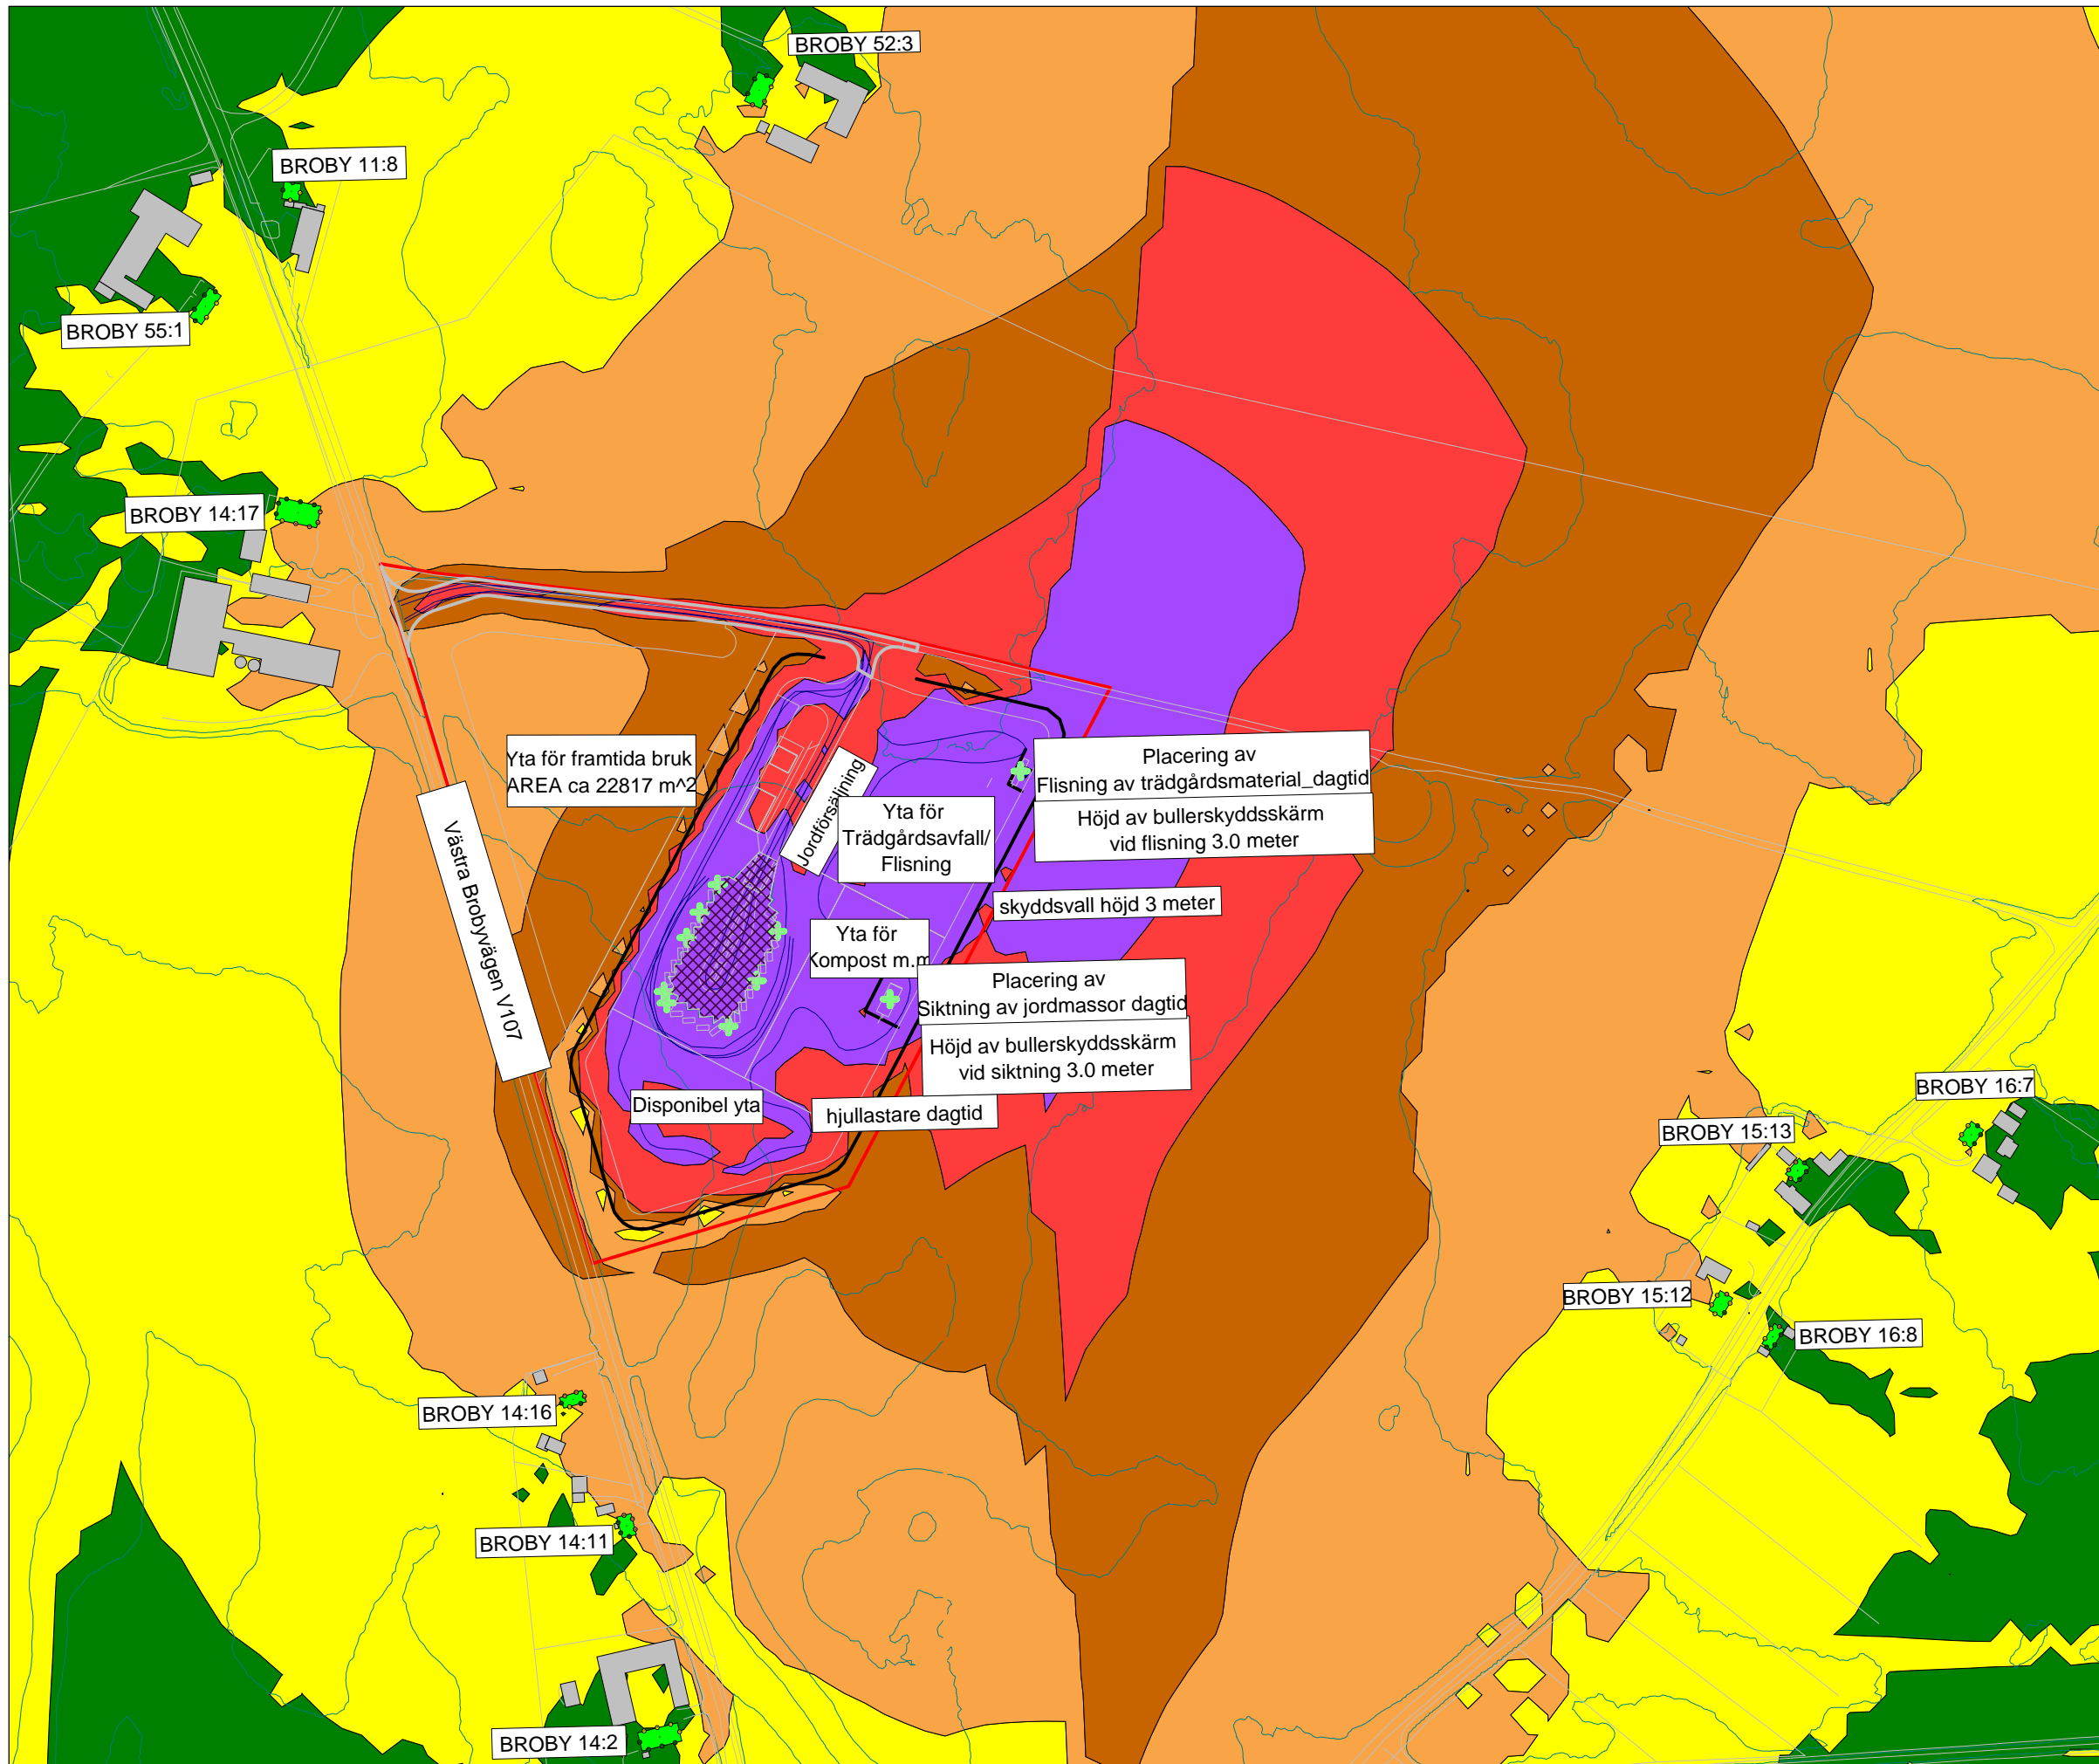 BROBY 52:3
BROBY 11:8
BROBY 55:1
BROBY 14:17
Yta för framtida bruk
AREA ca 22817 m^2
Jordförsäljning
Placering av
Flisning av trädgårdsmaterial_dagtid
Höjd av bullerskyddsskärm
vid flisning 3.0 meter
Yta för
Trädgårdsavfall/
Flisning
Västra Brobyvägen V107
skyddsvall höjd 3 meter
Yta för
Kompost m.m
Placering av
Siktning av jordmassor dagtid
Höjd av bullerskyddsskärm
vid siktning 3.0 meter
Disponibel yta
hjullastare dagtid
BROBY 16:7
BROBY 15:13
BROBY 15:12
BROBY 16:8
BROBY 14:16
BROBY 14:11
BROBY 14:2